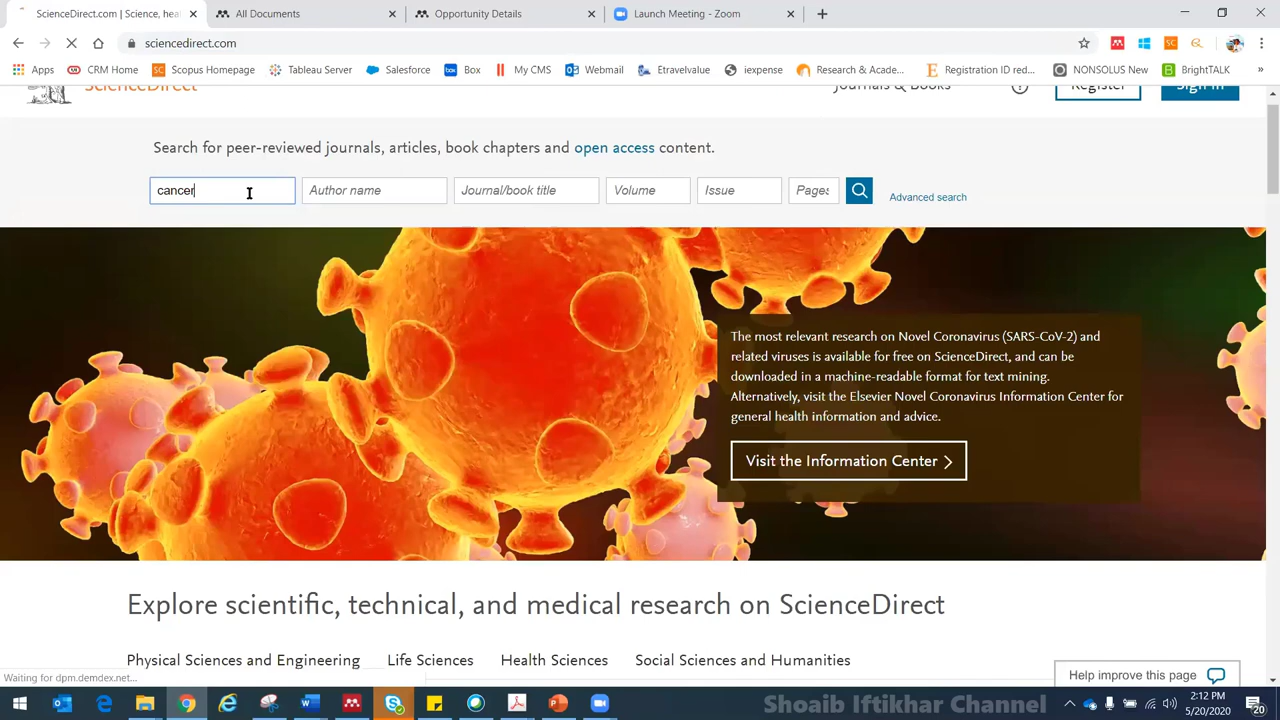 ScienceDirect.com | Science, heal
All Documents
Opportunity Details
Launch Meeting - Zoom
sciencedirect.com
Apps
CRM Home
SC Scopus Homepage
Tableau Server
Salesforce
box Box
My CMS
Webmail
Etravelvalue
iexpense
Research & Acade...
Registration ID red...
NONSOLUS New
BrightTALK
»
ScienceDirect
Journals & Books
?
Register
Sign in
Search for peer-reviewed journals, articles, book chapters and open access content.
cancer
Author name
Journal/book title
Volume
Issue
Pages
Advanced search
The most relevant research on Novel Coronavirus (SARS-CoV-2) and
related viruses is available for free on ScienceDirect, and can be
downloaded in a machine-readable format for text mining.
Alternatively, visit the Elsevier Novel Coronavirus Information Center for
general health information and advice.
Visit the Information Center
Explore scientific, technical, and medical research on ScienceDirect
Physical Sciences and Engineering
Life Sciences
Health Sciences
Social Sciences and Humanities
Waiting for dpm.demdex.net...
Help improve this page
Shoaib Iftikhar Channel
2:12 PM
5/20/2020
20